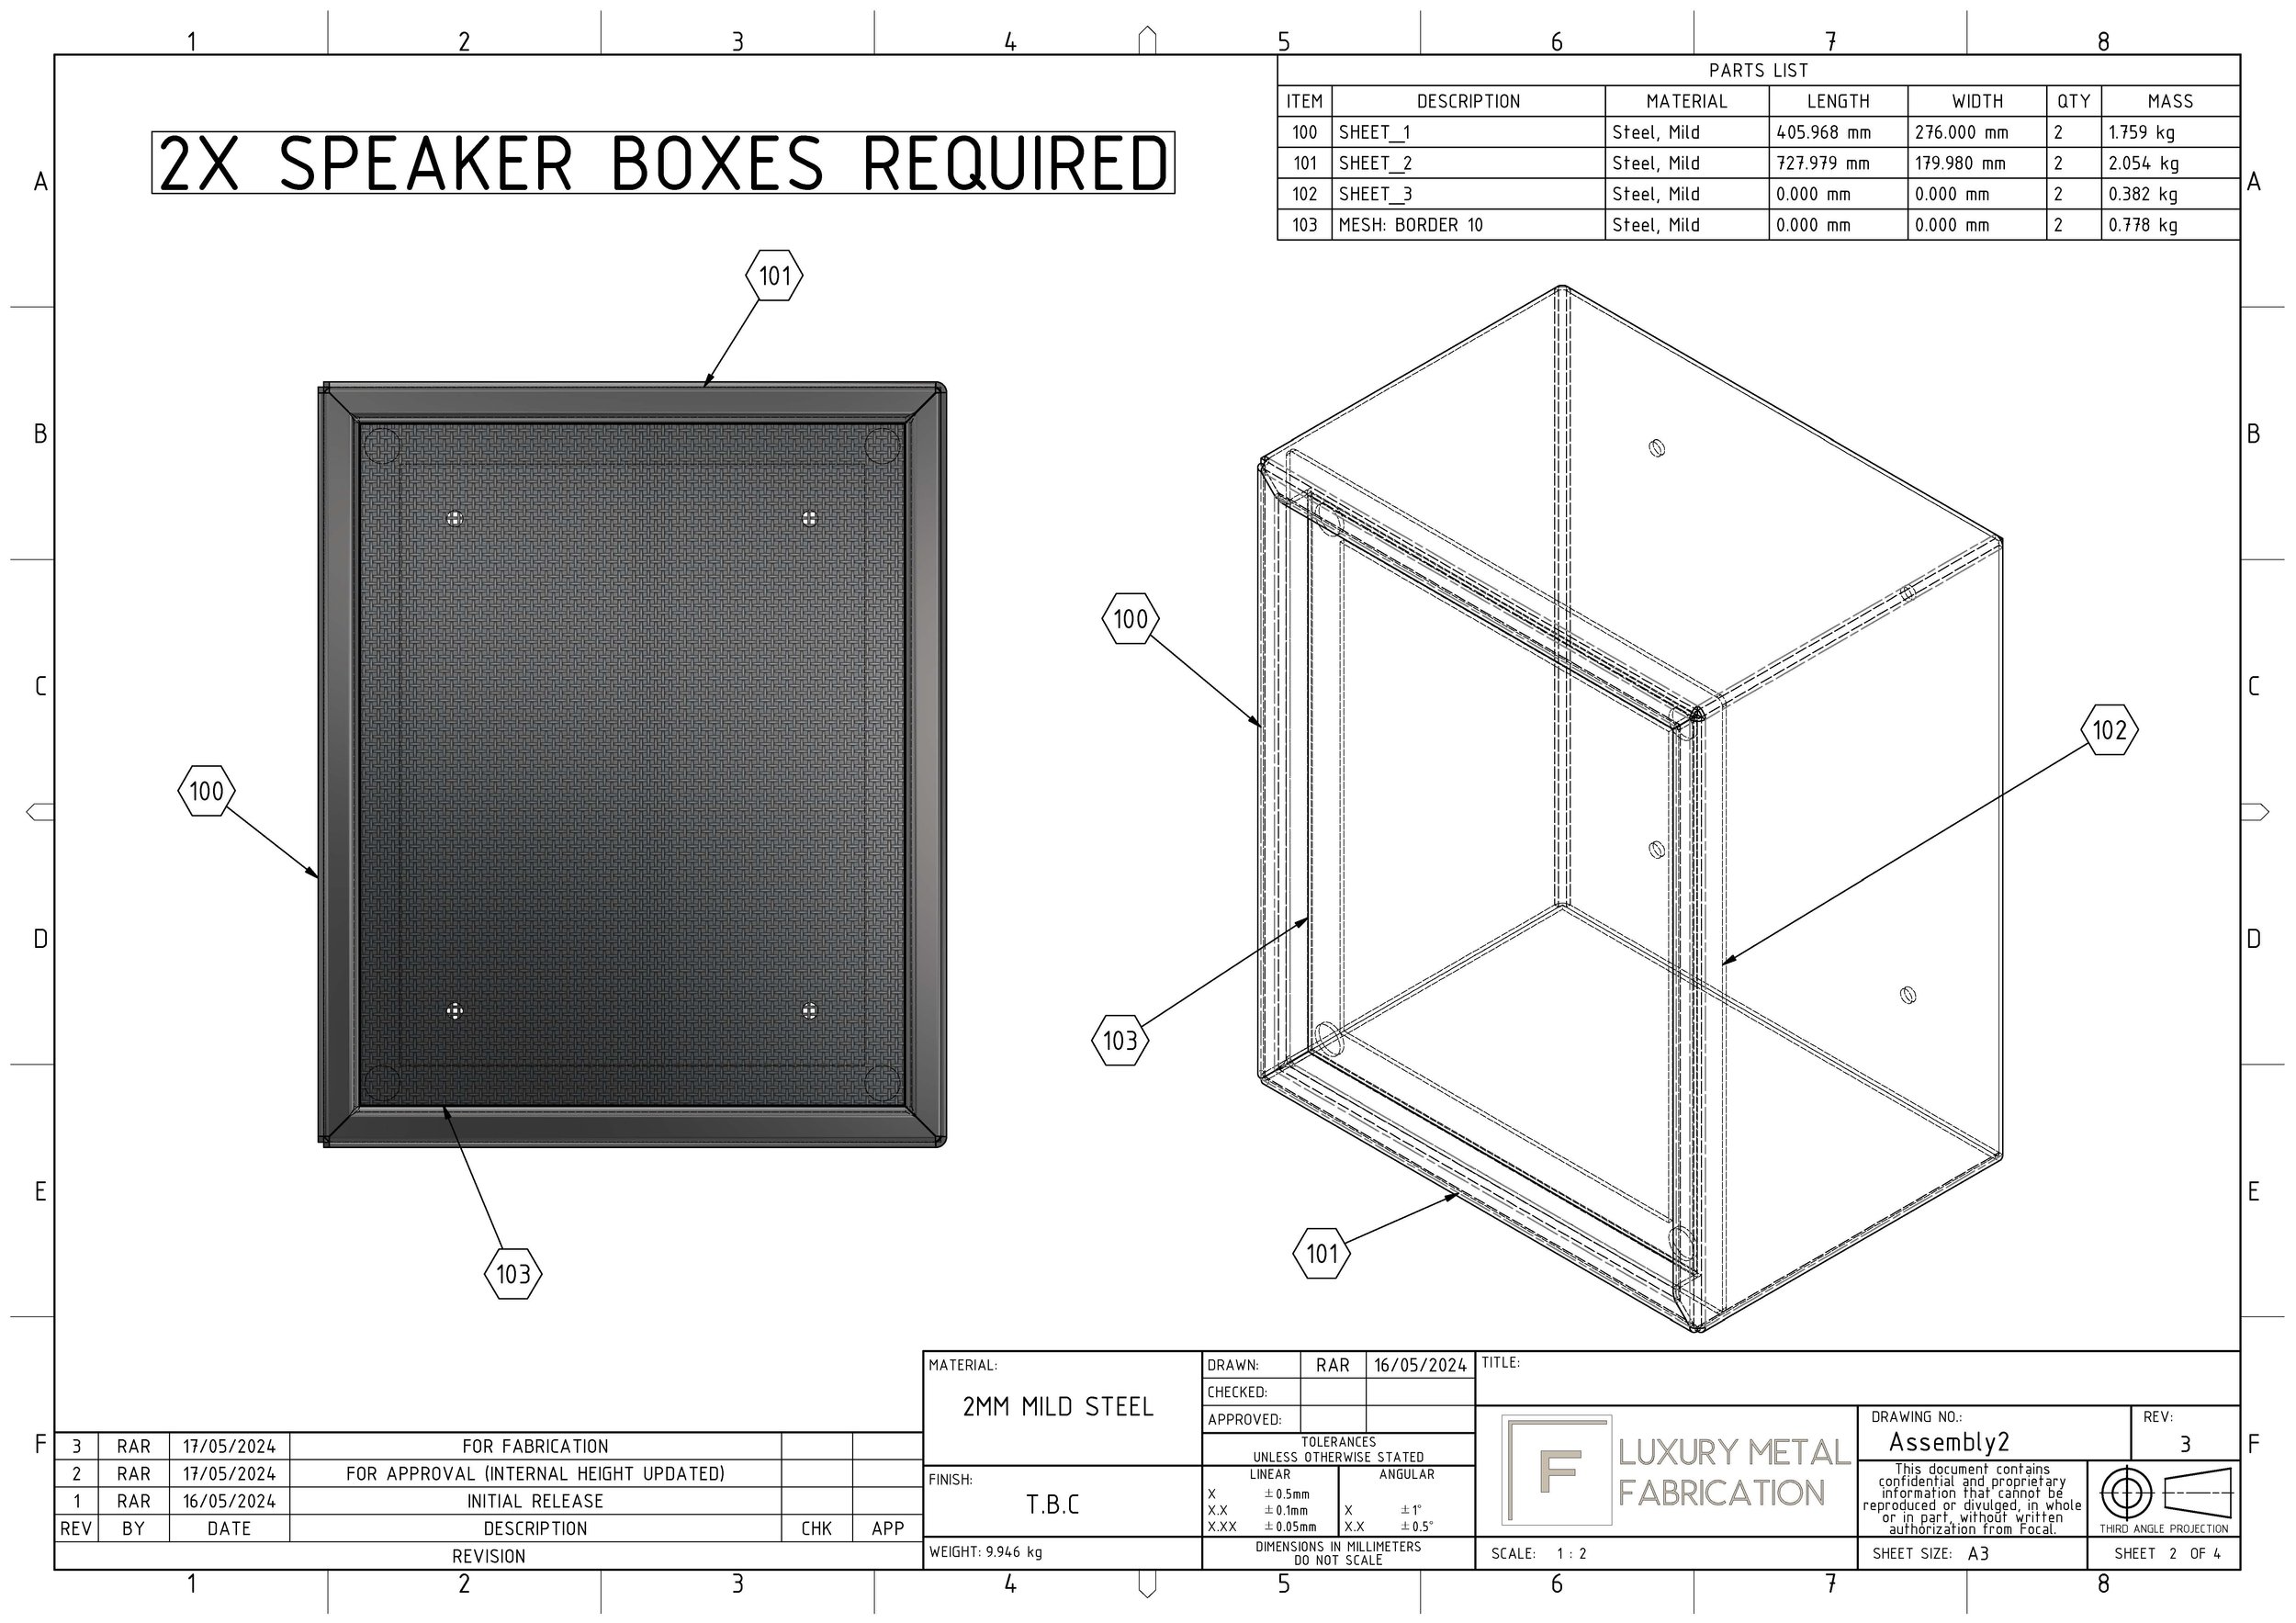 1 2 3 4 5 6 7 8
A
B
C
D
E
F
A
B
C
D
E
F
2X SPEAKER BOXES REQUIRED
PARTS LIST
ITEM DESCRIPTION MATERIAL LENGTH WIDTH QTY MASS
100 SHEET_1 Steel, Mild 405.968 mm 276.000 mm 2 1.759 kg
101 SHEET_2 Steel, Mild 727.979 mm 179.980 mm 2 2.054 kg
102 SHEET_3 Steel, Mild 0.000 mm 0.000 mm 2 0.382 kg
103 MESH: BORDER 10 Steel, Mild 0.000 mm 0.000 mm 2 0.778 kg
101
100
103
100
102
103
101
3 RAR 17/05/2024 FOR FABRICATION
2 RAR 17/05/2024 FOR APPROVAL (INTERNAL HEIGHT UPDATED)
1 RAR 16/05/2024 INITIAL RELEASE
REV BY DATE DESCRIPTION CHK APP
REVISION
MATERIAL:
2MM MILD STEEL
FINISH:
T.B.C
WEIGHT: 9.946 kg
DRAWN: RAR 16/05/2024
CHECKED:
APPROVED:
TOLERANCES
UNLESS OTHERWISE STATED
LINEAR ANGULAR
X ±0.5mm
X.X ±0.1mm X ±1°
X.XX ±0.05mm X.X ±0.5°
DIMENSIONS IN MILLIMETERS
DO NOT SCALE
TITLE:
F
LUXURY METAL
FABRICATION
SCALE: 1 : 2
DRAWING NO.:
Assembly2
REV:
3
This document contains
confidential and proprietary
information that cannot be
reproduced or divulged, in whole
or in part, without written
authorization from Focal.
THIRD ANGLE PROJECTION
SHEET SIZE: A3
SHEET 2 OF 4
1 2 3 4 5 6 7 8